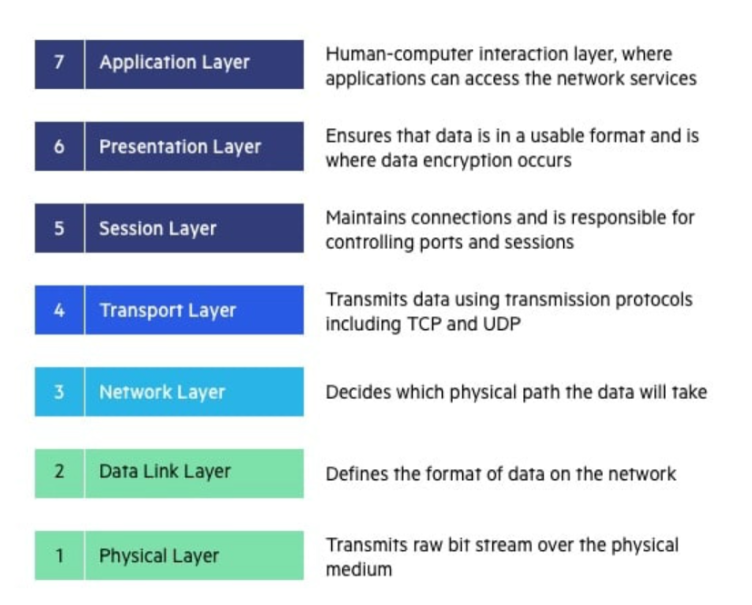 7 Application Layer
Human-computer interaction layer, where
applications can access the network services
6 Presentation Layer
Ensures that data is in a usable format and is
where data encryption occurs
5 Session Layer
Maintains connections and is responsible for
controlling ports and sessions
4 Transport Layer
Transmits data using transmission protocols
including TCP and UDP
3 Network Layer
Decides which physical path the data will take
2 Data Link Layer
Defines the format of data on the network
1 Physical Layer
Transmits raw bit stream over the physical
medium